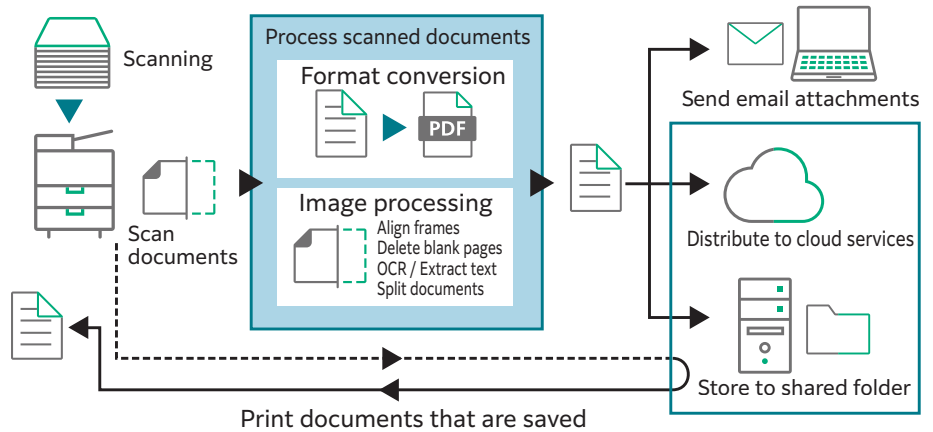 Scanning
Scan
documents
Process scanned documents
Format conversion
PDF
Image processing
Align frames
Delete blank pages
OCR / Extract text
Split documents
Send email attachments
Distribute to cloud services
Store to shared folder
Print documents that are saved